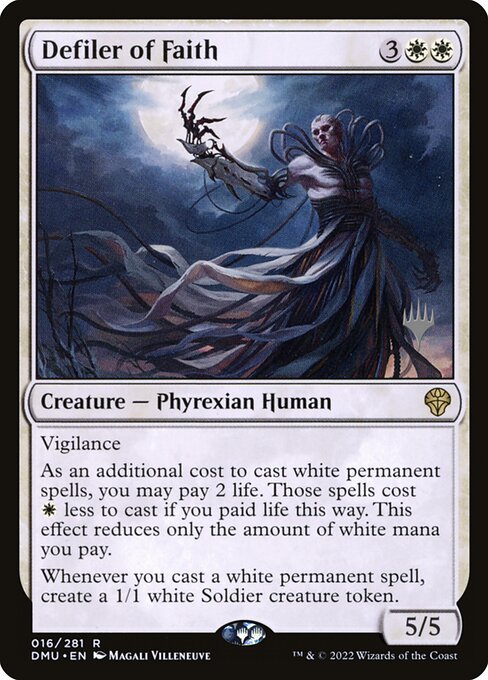 Defiler of Faith 3
Creature — Phyrexian Human
Vigilance
As an additional cost to cast white permanent
spells, you may pay 2 life. Those spells cost
less to cast if you paid life this way. This
effect reduces only the amount of white mana
you pay.
Whenever you cast a white permanent spell,
create a 1/1 white Soldier creature token.
5/5
016/281 R
DMU • EN Magali Villeneuve
™ & © 2022 Wizards of the Coast